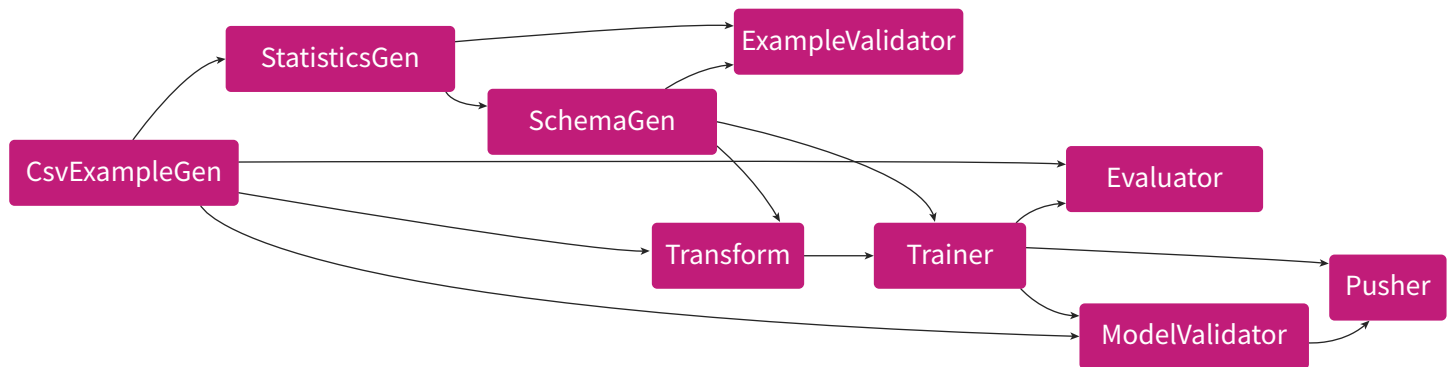 StatisticsGen
ExampleValidator
SchemaGen
CsvExampleGen
Evaluator
Transform
Trainer
Pusher
ModelValidator